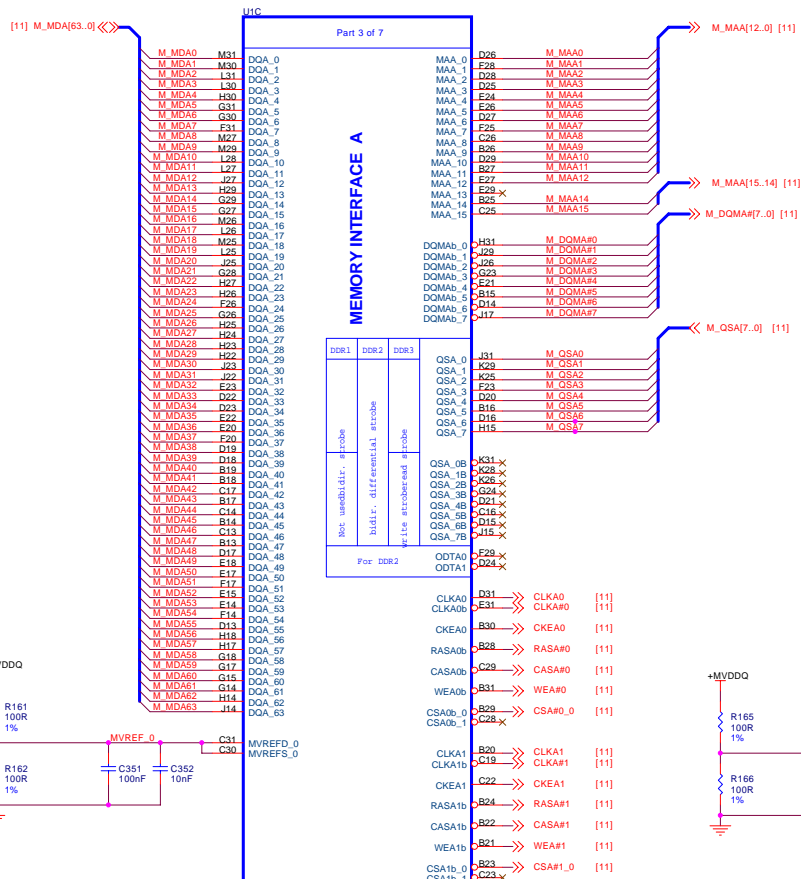 U1C
Part 3 of 7
[11] M_MDA[63..0]
M_MDA0 M31 DQA_0
M_MDA1 M30 DQA_1
M_MDA2 L31 DQA_2
M_MDA3 L30 DQA_3
M_MDA4 H30 DQA_4
M_MDA5 G31 DQA_5
M_MDA6 G30 DQA_6
M_MDA7 F31 DQA_7
M_MDA8 M27 DQA_8
M_MDA9 M29 DQA_9
M_MDA10 L28 DQA_10
M_MDA11 L27 DQA_11
M_MDA12 J27 DQA_12
M_MDA13 H29 DQA_13
M_MDA14 G29 DQA_14
M_MDA15 G27 DQA_15
M_MDA16 M26 DQA_16
M_MDA17 L26 DQA_17
M_MDA18 M25 DQA_18
M_MDA19 L25 DQA_19
M_MDA20 J25 DQA_20
M_MDA21 G28 DQA_21
M_MDA22 H27 DQA_22
M_MDA23 H26 DQA_23
M_MDA24 F26 DQA_24
M_MDA25 G26 DQA_25
M_MDA26 H25 DQA_26
M_MDA27 H24 DQA_27
M_MDA28 H23 DQA_28
M_MDA29 H22 DQA_29
M_MDA30 J23 DQA_30
M_MDA31 J22 DQA_31
M_MDA32 E23 DQA_32
M_MDA33 D22 DQA_33
M_MDA34 D23 DQA_34
M_MDA35 E22 DQA_35
M_MDA36 E20 DQA_36
M_MDA37 F20 DQA_37
M_MDA38 D19 DQA_38
M_MDA39 D18 DQA_39
M_MDA40 B19 DQA_40
M_MDA41 B18 DQA_41
M_MDA42 C17 DQA_42
M_MDA43 B17 DQA_43
M_MDA44 C14 DQA_44
M_MDA45 B14 DQA_45
M_MDA46 C13 DQA_46
M_MDA47 B13 DQA_47
M_MDA48 D17 DQA_48
M_MDA49 E18 DQA_49
M_MDA50 E17 DQA_50
M_MDA51 F17 DQA_51
M_MDA52 E15 DQA_52
M_MDA53 E14 DQA_53
M_MDA54 F14 DQA_54
M_MDA55 D13 DQA_55
M_MDA56 H18 DQA_56
M_MDA57 H17 DQA_57
M_MDA58 G18 DQA_58
M_MDA59 G17 DQA_59
M_MDA60 G15 DQA_60
M_MDA61 G14 DQA_61
M_MDA62 H14 DQA_62
M_MDA63 J14 DQA_63
MVREF_0 C31 MVREFD_0
C30 MVREFS_0
VDDQ
R161
100R
1%
R162
100R
1%
C351
100nF
C352
10nF
MEMORY INTERFACE A
DDR1 DDR2 DDR3
Not used
bidir. strobe
bidir. differential strobe
write strobe
read strobe
For DDR2
M_MAA[12..0] [11]
MAA_0 D26 M_MAA0
MAA_1 F28 M_MAA1
MAA_2 D28 M_MAA2
MAA_3 D25 M_MAA3
MAA_4 E24 M_MAA4
MAA_5 E26 M_MAA5
MAA_6 D27 M_MAA6
MAA_7 F25 M_MAA7
MAA_8 C26 M_MAA8
MAA_9 B26 M_MAA9
MAA_10 D29 M_MAA10
MAA_11 B27 M_MAA11
MAA_12 E27 M_MAA12
MAA_13 E29
MAA_14 B25 M_MAA14
MAA_15 C25 M_MAA15
M_MAA[15..14] [11]
M_DQMA#[7..0] [11]
DQMAb_0 H31 M_DQMA#0
DQMAb_1 J29 M_DQMA#1
DQMAb_2 J26 M_DQMA#2
DQMAb_3 G23 M_DQMA#3
DQMAb_4 E21 M_DQMA#4
DQMAb_5 B15 M_DQMA#5
DQMAb_6 D14 M_DQMA#6
DQMAb_7 J17 M_DQMA#7
M_QSA[7..0] [11]
QSA_0 J31 M_QSA0
QSA_1 K29 M_QSA1
QSA_2 K25 M_QSA2
QSA_3 F23 M_QSA3
QSA_4 D20 M_QSA4
QSA_5 B16 M_QSA5
QSA_6 D16 M_QSA6
QSA_7 H15 M_QSA7
QSA_0B K31
QSA_1B K28
QSA_2B K26
QSA_3B G24
QSA_4B D21
QSA_5B C16
QSA_6B D15
QSA_7B J15
ODTA0 F29
ODTA1 D24
CLKA0 D31 CLKA0 [11]
CLKA0b E31 CLKA#0 [11]
CKEA0 B30 CKEA0 [11]
RASA0b B28 RASA#0 [11]
CASA0b C29 CASA#0 [11]
WEA0b B31 WEA#0 [11]
CSA0b_0 B29 CSA#0_0 [11]
CSA0b_1 C28
CLKA1 B20 CLKA1 [11]
CLKA1b C19 CLKA#1 [11]
CKEA1 C22 CKEA1 [11]
RASA1b B24 RASA#1 [11]
CASA1b B22 CASA#1 [11]
WEA1b B21 WEA#1 [11]
CSA1b_0 B23 CSA#1_0 [11]
CSA1b_1 C23
+MVDDQ
R165
100R
1%
R166
100R
1%